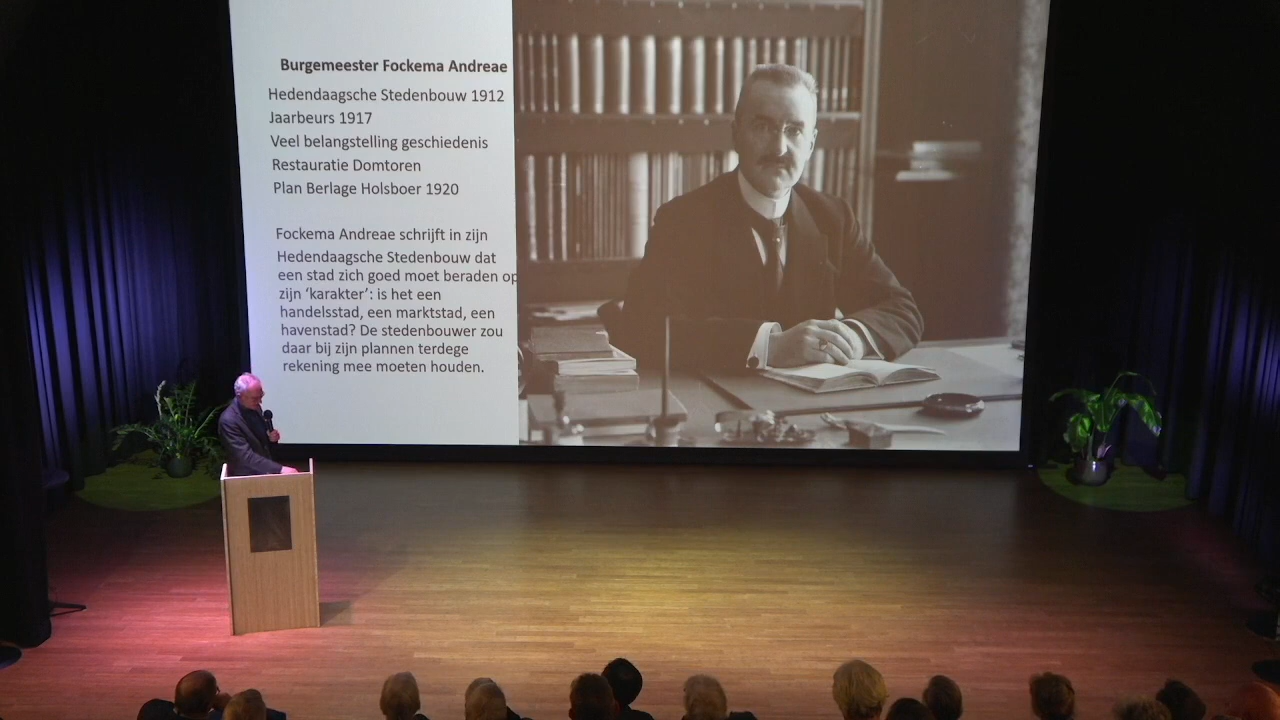 Burgemeester Fockema Andreae
Hedendaagsche Stedenbouw 1912
Jaarbeurs 1917
Veel belangstelling geschiedenis
Restauratie Domtoren
Plan Berlage Holsboer 1920
Fockema Andreae schrijft in zijn
Hedendaagsche Stedenbouw dat
een stad zich goed moet beraden op
zijn ‘karakter’: is het een
handelsstad, een marktstad, een
havenstad? De stedenbouwer zou
daar bij zijn plannen terdege
rekening mee moeten houden.